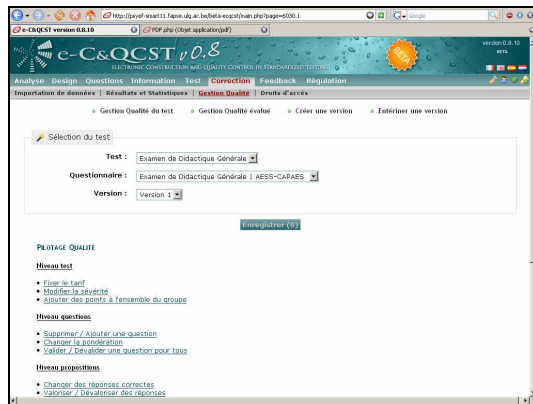 http://psyef-smart11.fapse.ulg.ac.be/beta-ecqcst/main.php?page=6030.1
Google
e-C&QCST version 0.8.10
PDF.php (Objet application/pdf)
version 0.8.10
BETA
e-C&QCST v0.8
ELECTRONIC CONSTRUCTION AND QUALITY CONTROL IN STANDARDIZED TESTING
BETA
Analyse Design Questions Information Test Correction Feedback Régulation
Importation de données | Résultats et Statistiques | Gestion Qualité | Droits d'accès
Gestion Qualité du test Gestion Qualité évalué Créer une version Entériner une version
Sélection du test
Test : Examen de Didactique Générale
Questionnaire : Examen de Didactique Générale | AESS-CAPAES
Version : Version 1
Enregistrer (tl)
PILOTAGE QUALITE
Niveau test
• Fixer le tarif
• Modifier la sévérité
• Ajouter des points à l'ensemble du groupe
Niveau questions
• Supprimer / Ajouter une question
• Changer la pondération
• Valider / Dévalider une question pour tous
Niveau propositions
• Changer des réponses correctes
• Valoriser / Dévaloriser des réponses